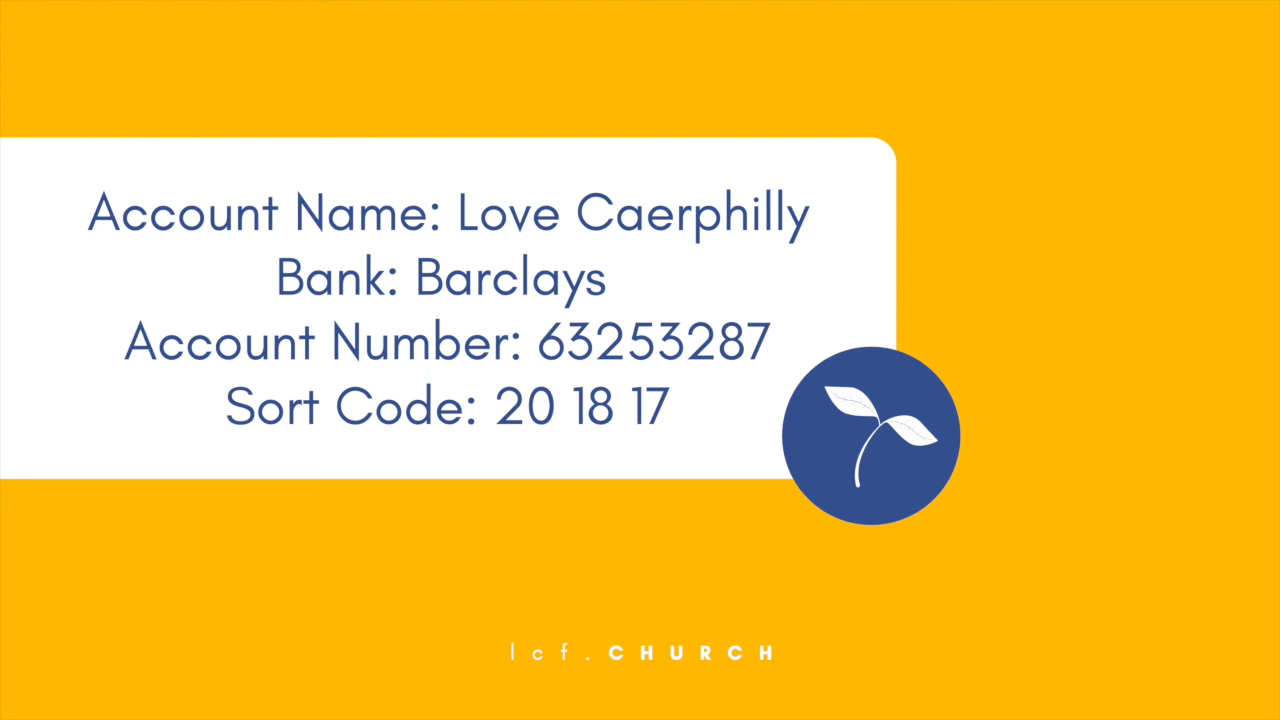 Account Name: Love Caerphilly
Bank: Barclays
Account Number: 63253287
Sort Code: 20 18 17
lcf.CHURCH